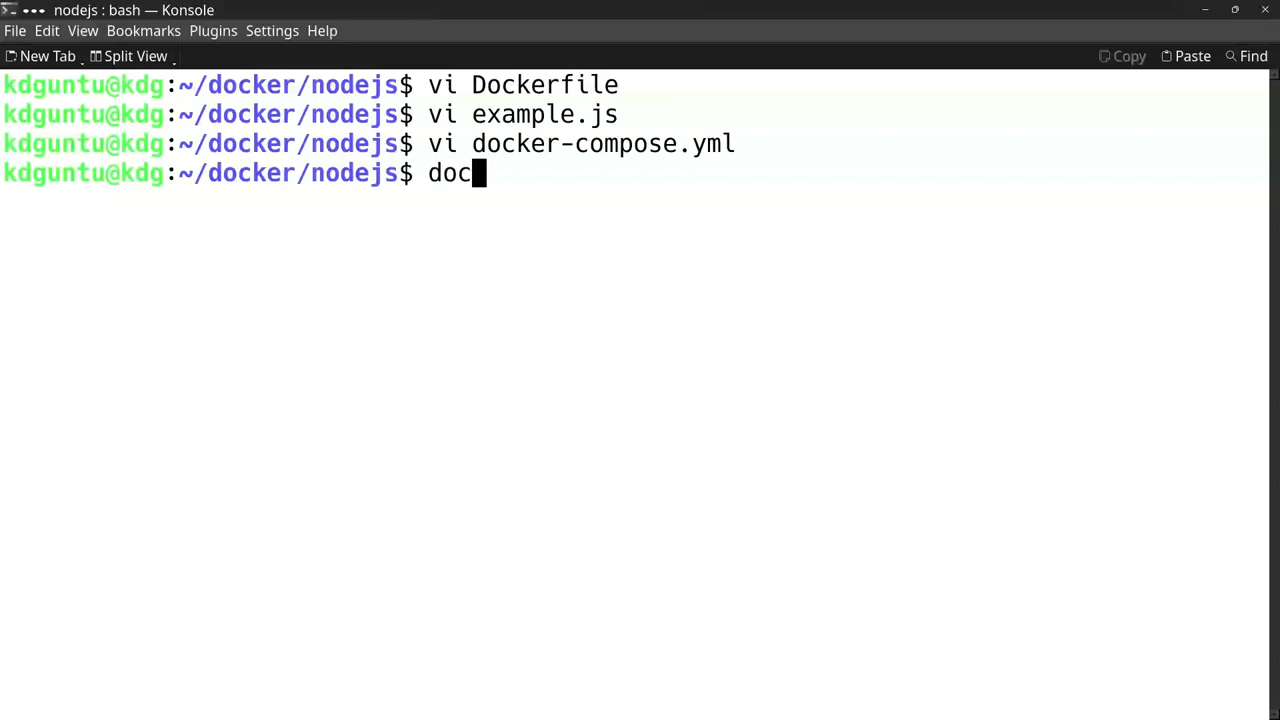 nodejs : bash — Konsole
File Edit View Bookmarks Plugins Settings Help
New Tab Split View Copy Paste Find
kdguntu@kdg:~/docker/nodejs$ vi Dockerfile
kdguntu@kdg:~/docker/nodejs$ vi example.js
kdguntu@kdg:~/docker/nodejs$ vi docker-compose.yml
kdguntu@kdg:~/docker/nodejs$ doc